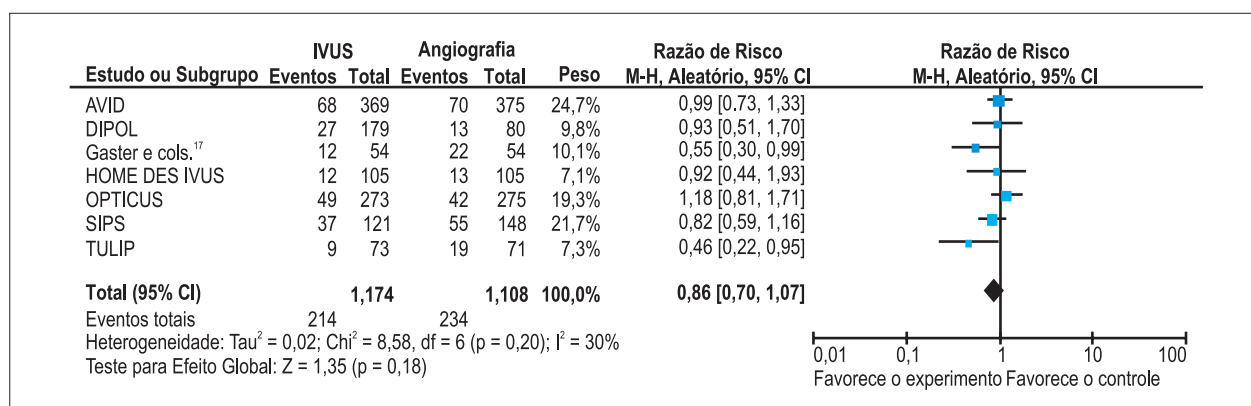 IVUS Angiografia Razão de Risco Razão de Risco
Estudo ou Subgrupo Eventos Total Eventos Total Peso M-H, Aleatório, 95% CI M-H, Aleatório, 95% CI
AVID 68 369 70 375 24,7% 0,99 [0.73, 1,33]
DIPOL 27 179 13 80 9,8% 0,93 [0,51, 1,70]
Gaster e cols.17 12 54 22 54 10,1% 0,55 [0,30, 0,99]
HOME DES IVUS 12 105 13 105 7,1% 0,92 [0,44, 1,93]
OPTICUS 49 273 42 275 19,3% 1,18 [0,81, 1,71]
SIPS 37 121 55 148 21,7% 0,82 [0,59, 1,16]
TULIP 9 73 19 71 7,3% 0,46 [0,22, 0,95]
Total (95% CI) 1,174 1,108 100,0% 0,86 [0,70, 1,07]
Eventos totais 214 234
Heterogeneidade: Tau2 = 0,02; Chi2 = 8,58, df = 6 (p = 0,20); I2 = 30%
Teste para Efeito Global: Z = 1,35 (p = 0,18)
0,01 0,1 1 10 100
Favorece o experimento Favorece o controle